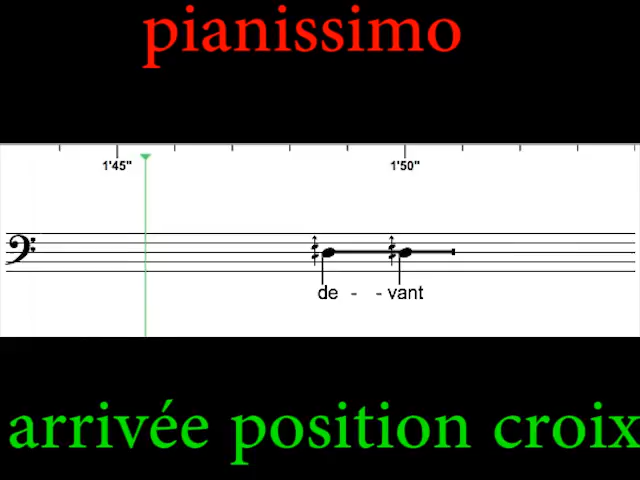 pianissimo
1'45" 1'50"
de - - vant
arrivée position croix